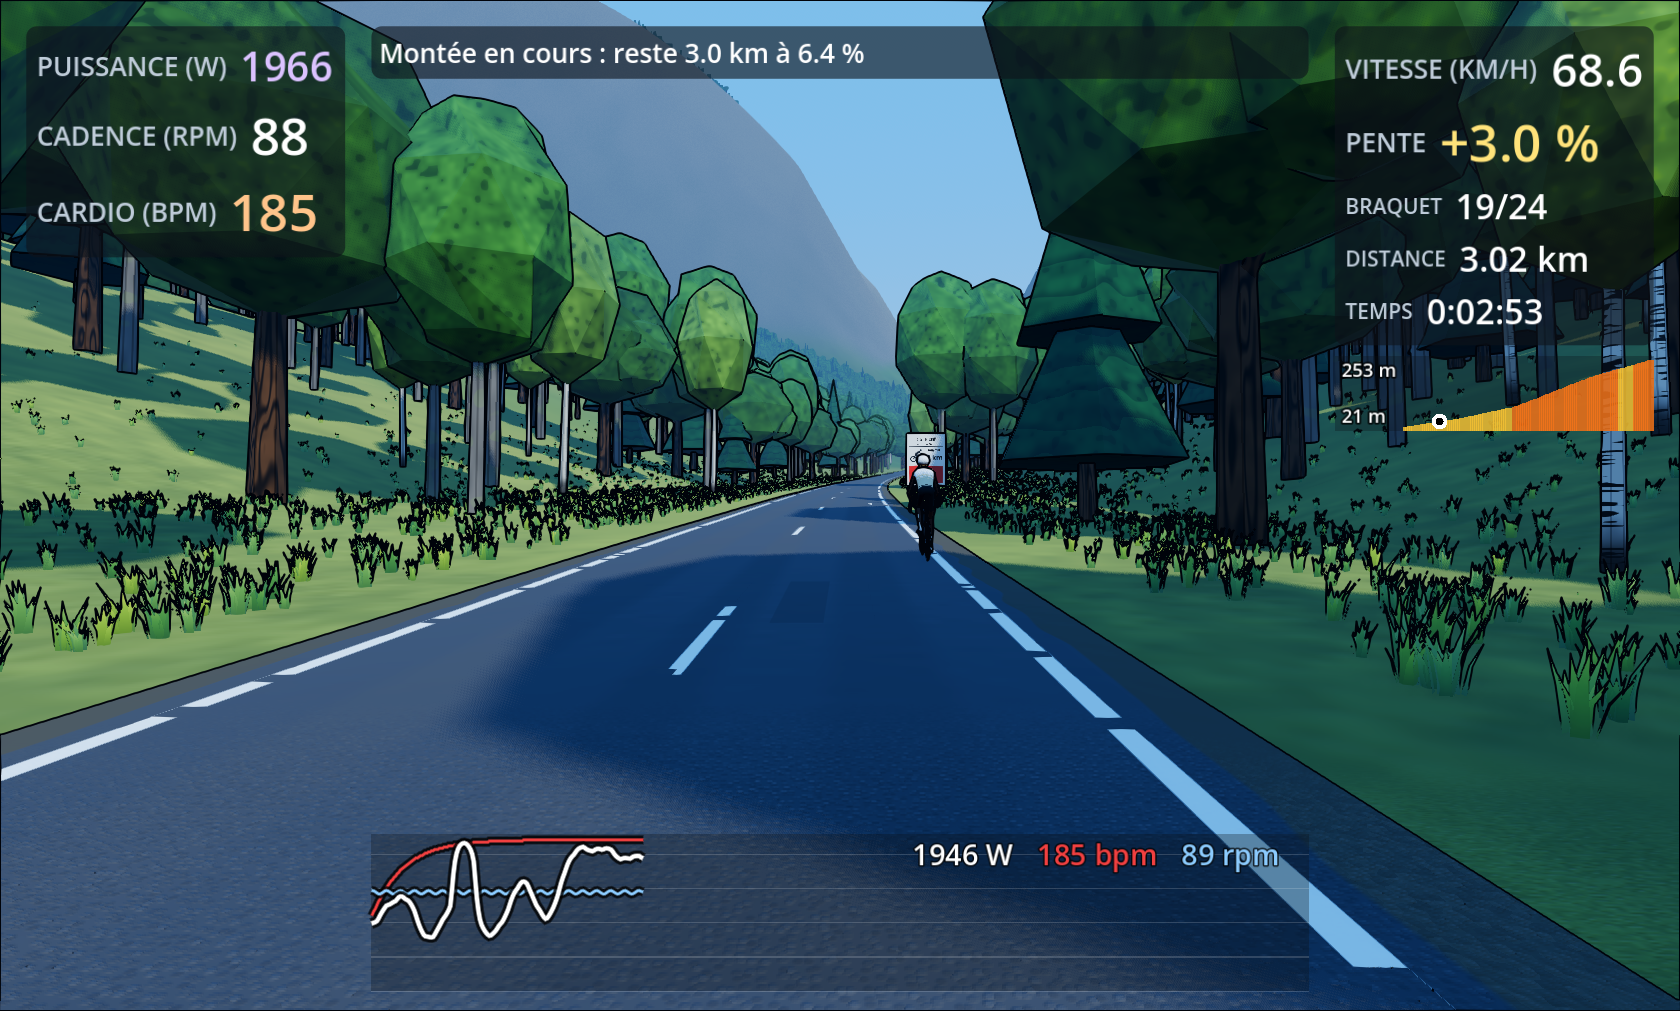 PUISSANCE (W) 1966
CADENCE (RPM) 88
CARDIO (BPM) 185
Montée en cours : reste 3.0 km à 6.4 %
VITESSE (KM/H) 68.6
PENTE +3.0 %
BRAQUET 19/24
DISTANCE 3.02 km
TEMPS 0:02:53
253 m
21 m
km
1946 W 185 bpm 89 rpm